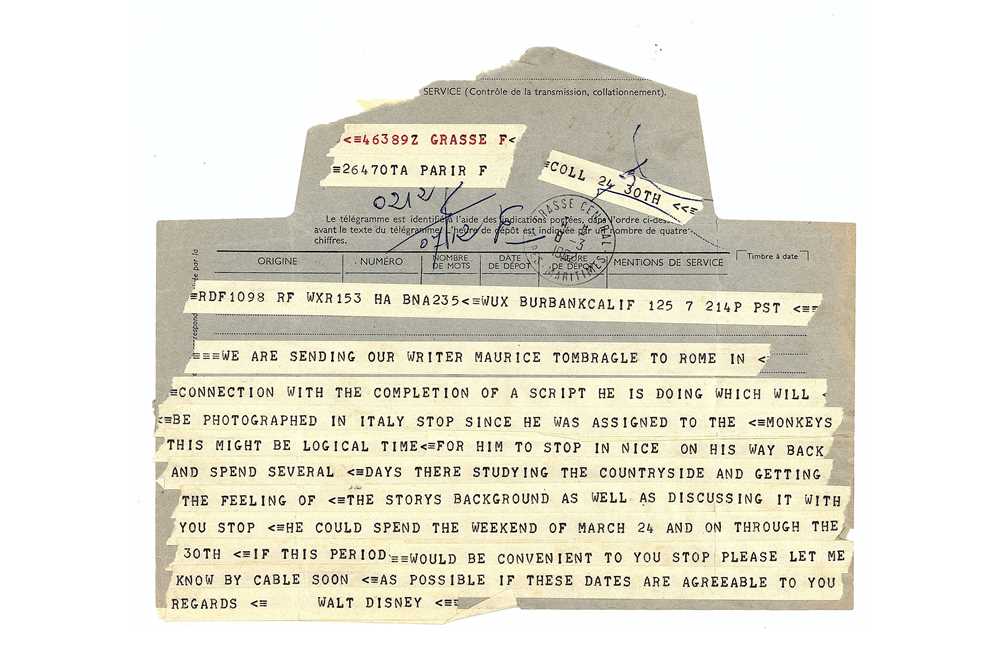 SERVICE (Contrôle de la transmission, collationnement).
<≡46389Z GRASSE F<
≡26470TA PARIR F
≡COLL 24 30TH <<≡
Le télégramme est identifié à l'aide des indications portées, dans l'ordre ci-dess
avant le texte du télégramme. L'heure de dépôt est indiquée par un nombre de quatre
chiffres.
GRASSE CENTRAL
MARITIMES
ORIGINE NUMÉRO NOMBRE DE MOTS DATE DE DÉPÔT HEURE DE DÉPÔT MENTIONS DE SERVICE Timbre à date
≡RDF1098 RF WXR153 HA BNA235<≡WUX BURBANKCALIF 125 7 214P PST <≡≡
≡≡≡WE ARE SENDING OUR WRITER MAURICE TOMBRAGLE TO ROME IN <
≡CONNECTION WITH THE COMPLETION OF A SCRIPT HE IS DOING WHICH WILL <
<≡BE PHOTOGRAPHED IN ITALY STOP SINCE HE WAS ASSIGNED TO THE <≡MONKEYS
THIS MIGHT BE LOGICAL TIME<≡FOR HIM TO STOP IN NICE ON HIS WAY BACK
AND SPEND SEVERAL <≡DAYS THERE STUDYING THE COUNTRYSIDE AND GETTING
THE FEELING OF <≡THE STORYS BACKGROUND AS WELL AS DISCUSSING IT WITH
YOU STOP <≡HE COULD SPEND THE WEEKEND OF MARCH 24 AND ON THROUGH THE
30TH <≡IF THIS PERIOD ≡≡WOULD BE CONVENIENT TO YOU STOP PLEASE LET ME
KNOW BY CABLE SOON <≡AS POSSIBLE IF THESE DATES ARE AGREEABLE TO YOU
REGARDS <≡ WALT DISNEY <≡≡